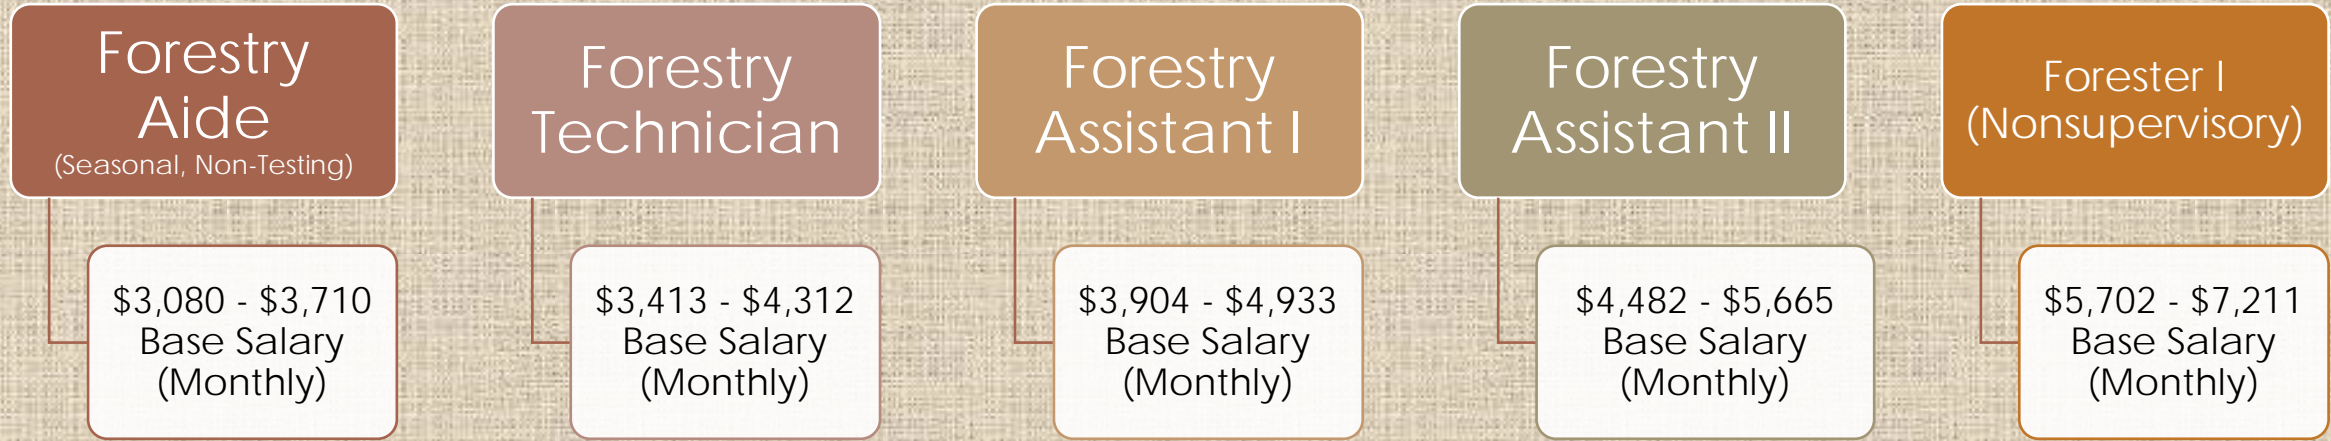 Forestry
Aide
(Seasonal, Non-Testing)
$3,080 - $3,710
Base Salary
(Monthly)
Forestry
Technician
$3,413 - $4,312
Base Salary
(Monthly)
Forestry
Assistant I
$3,904 - $4,933
Base Salary
(Monthly)
Forestry
Assistant II
$4,482 - $5,665
Base Salary
(Monthly)
Forester I
(Nonsupervisory)
$5,702 - $7,211
Base Salary
(Monthly)